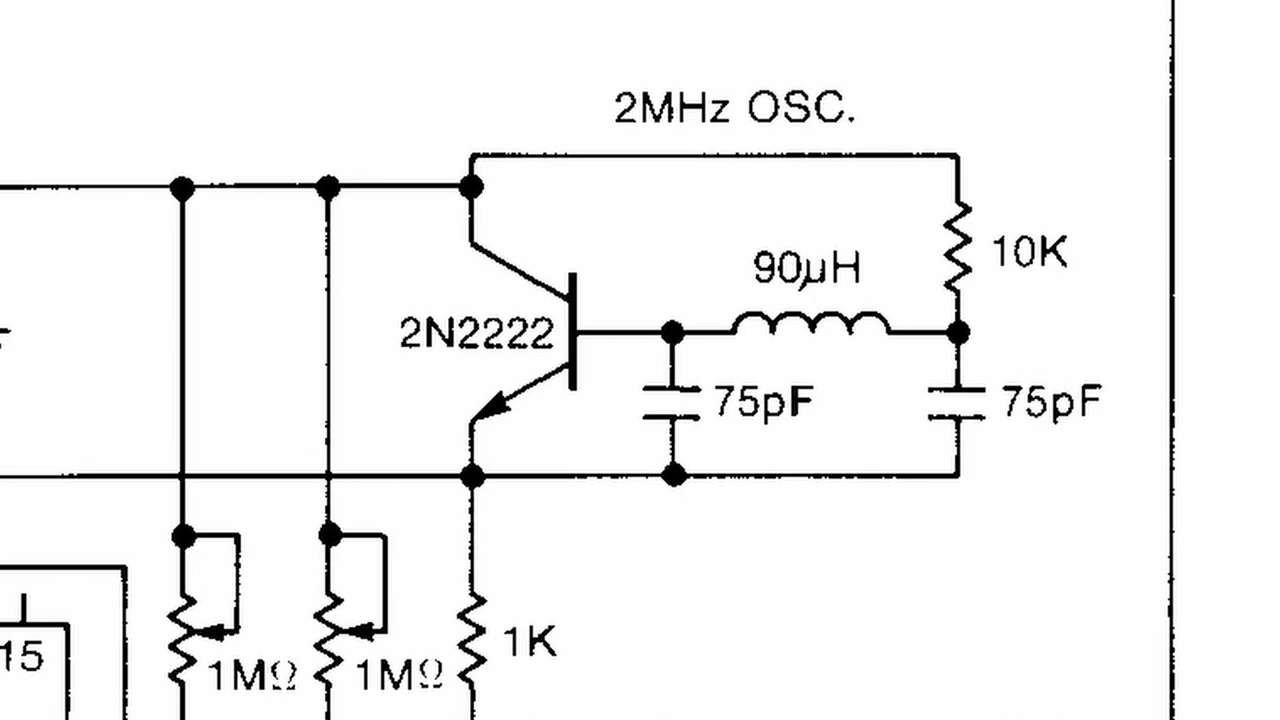 2MHz OSC.
10K
90µH
2N2222
75pF
75pF
1K
15
1MΩ
1MΩ